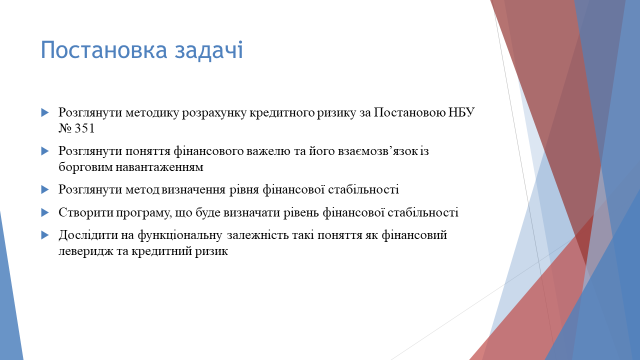 Постановка задачі
Розглянути методику розрахунку кредитного ризику за Постановою НБУ
№ 351
Розглянути поняття фінансового важелю та його взаємозв’язок із
борговим навантаженням
Розглянути метод визначення рівня фінансової стабільності
Створити програму, що буде визначати рівень фінансової стабільності
Дослідити на функціональну залежність такі поняття як фінансовий
леверидж та кредитний ризик